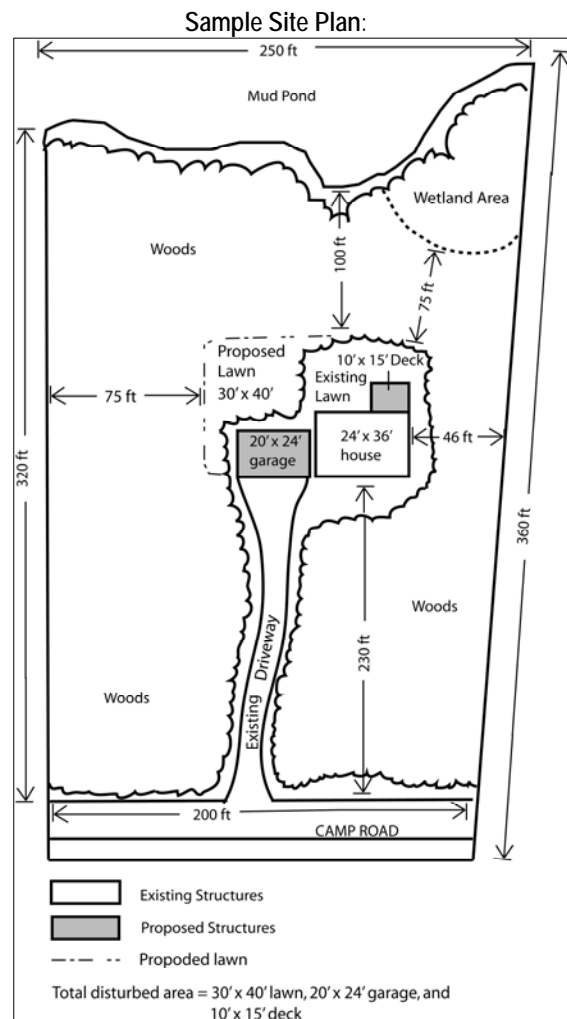 Sample Site Plan:
250 ft
Mud Pond
Wetland Area
Woods
100 ft
75 ft
Proposed
Lawn
30' x 40'
10' x 15' Deck
Existing
Lawn
75 ft
20' x 24'
garage
24' x 36'
house
46 ft
320 ft
360 ft
Woods
230 ft
Existing Driveway
Woods
200 ft
CAMP ROAD
Existing Structures
Proposed Structures
Propoded lawn
Total disturbed area = 30' x 40' lawn, 20' x 24' garage, and
10' x 15' deck